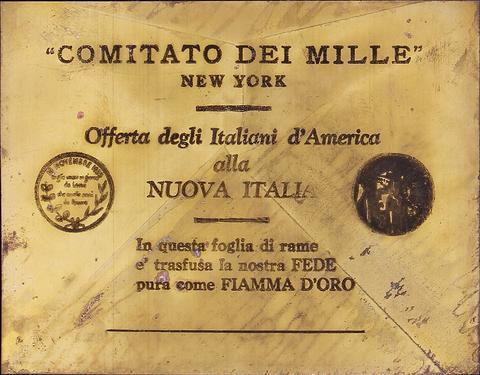 "COMITATO DEI MILLE"
NEW YORK
Offerta degli Italiani d'America
alla
NUOVA ITALIA
In questa foglia di rame
e' trasfusa la nostra FEDE
pura come FIAMMA D'ORO